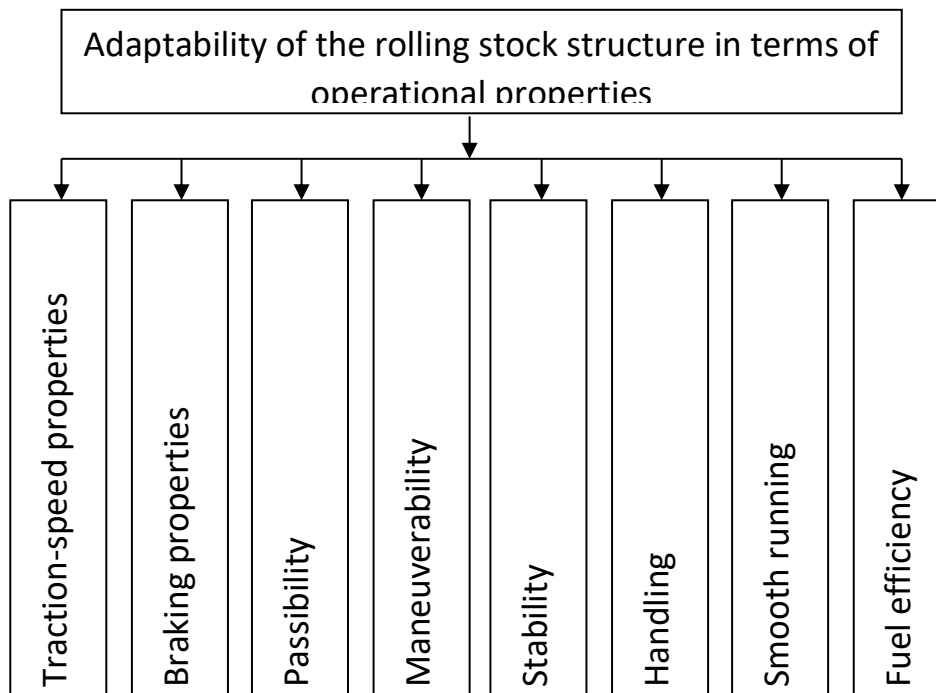 Adaptability of the rolling stock structure in terms of
operational properties
Traction-speed properties
Braking properties
Passibility
Maneuverability
Stability
Handling
Smooth running
Fuel efficiency